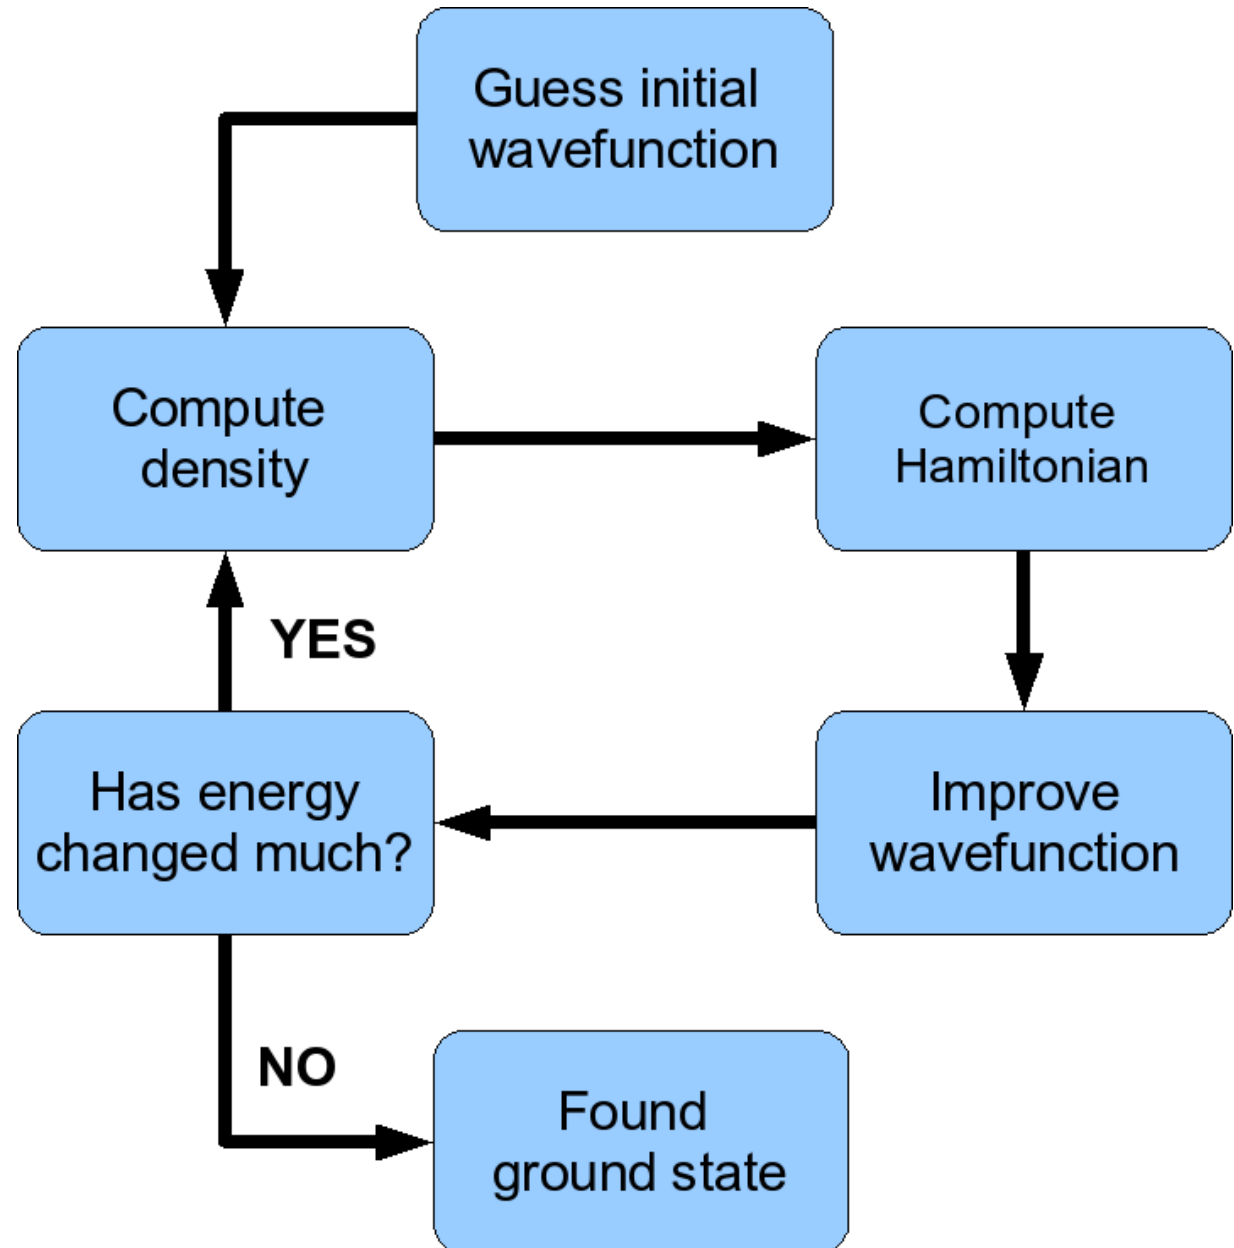 Guess initial
wavefunction
Compute
density
Compute
Hamiltonian
YES
Has energy
changed much?
Improve
wavefunction
NO
Found
ground state